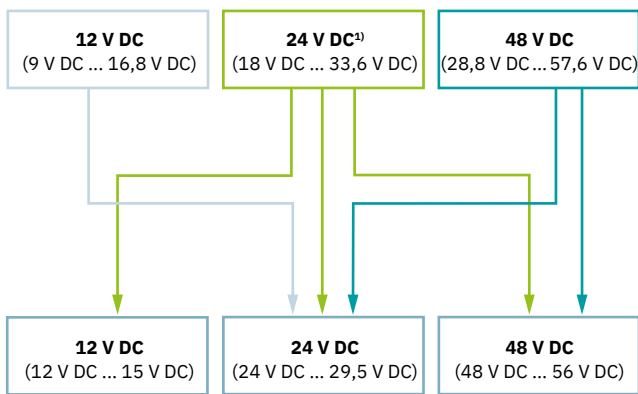 12 V DC
(9 V DC ... 16,8 V DC)
24 V DC¹⁾
(18 V DC ... 33,6 V DC)
48 V DC
(28,8 V DC ... 57,6 V DC)
12 V DC
(12 V DC ... 15 V DC)
24 V DC
(24 V DC ... 29,5 V DC)
48 V DC
(48 V DC ... 56 V DC)